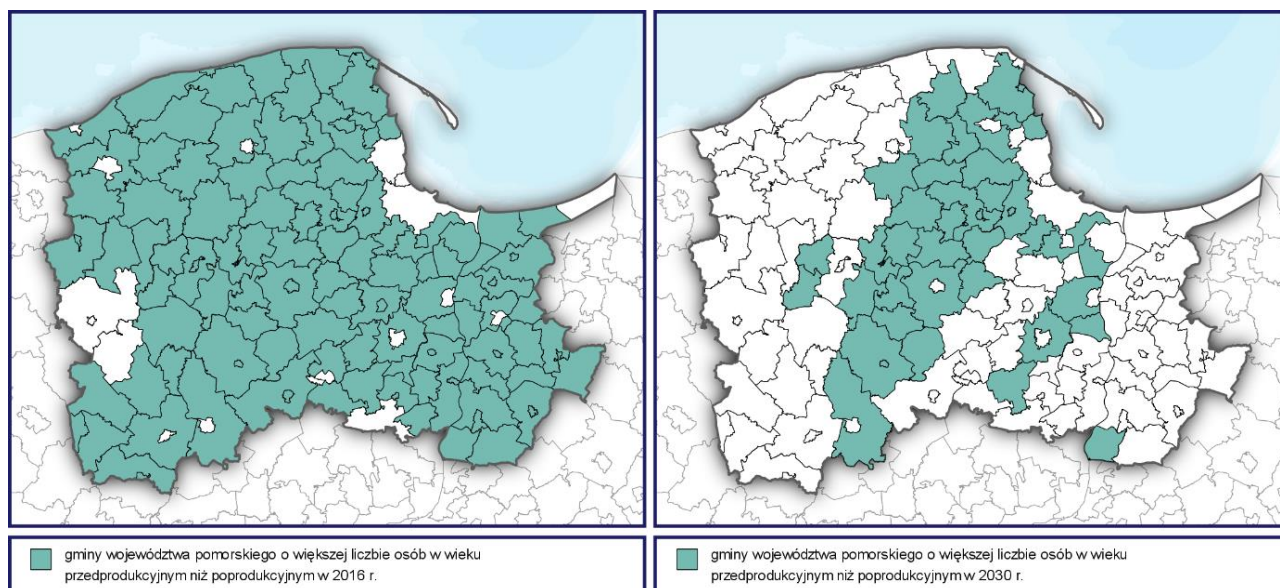 gminy województwa pomorskiego o większej liczbie osób w wieku
przedprodukcyjnym niż poprodukcyjnym w 2016 r.
gminy województwa pomorskiego o większej liczbie osób w wieku
przedprodukcyjnym niż poprodukcyjnym w 2030 r.